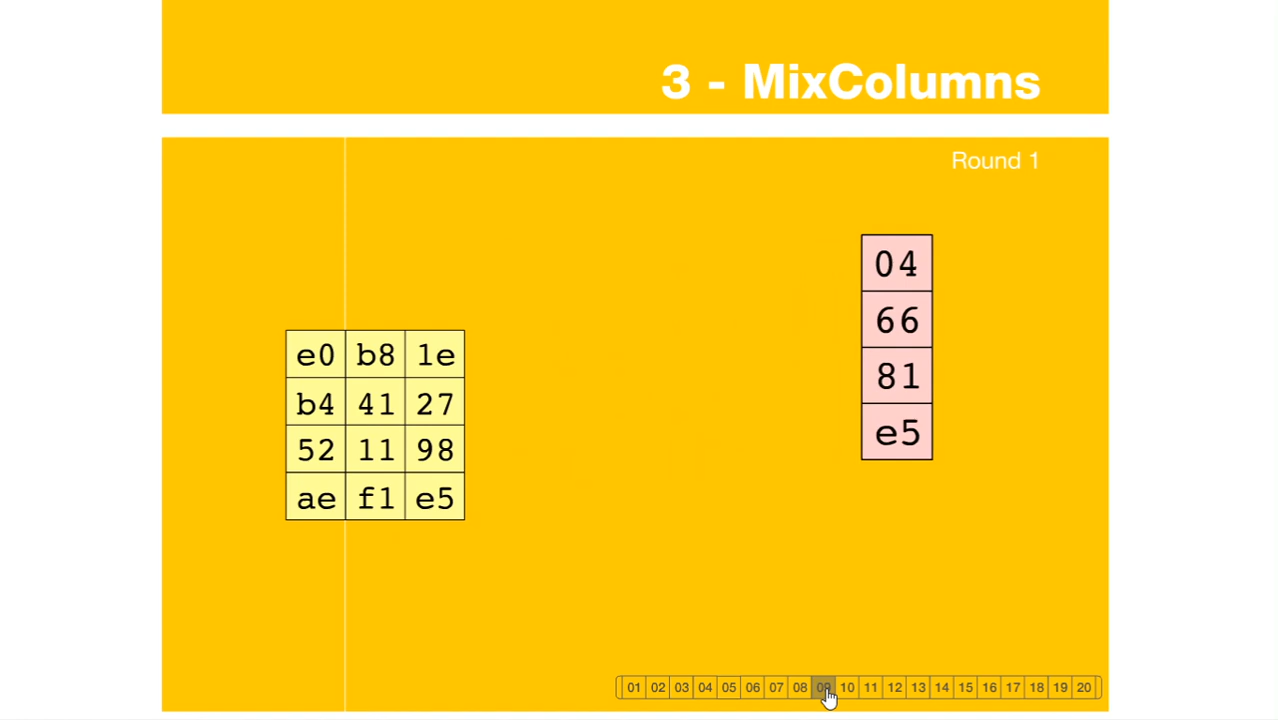 3 - MixColumns
Round 1
04
66
81
e5
e0 b8 1e
b4 41 27
52 11 98
ae f1 e5
01 02 03 04 05 06 07 08 09 10 11 12 13 14 15 16 17 18 19 20